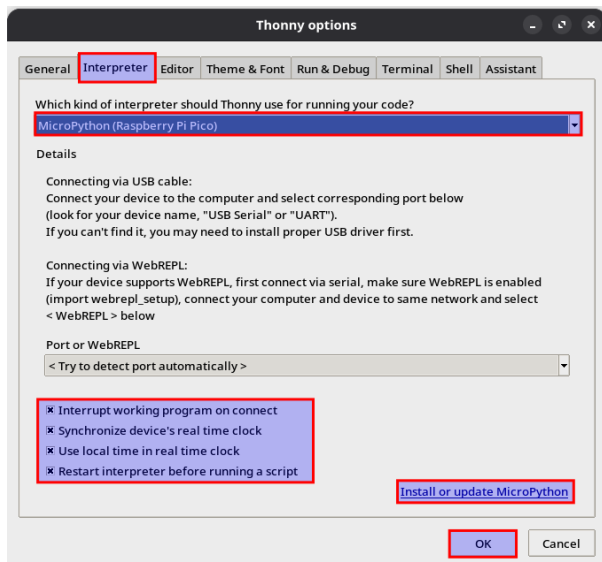 Thonny options
General Interpreter Editor Theme & Font Run & Debug Terminal Shell Assistant
Which kind of interpreter should Thonny use for running your code?
MicroPython (Raspberry Pi Pico)
Details
Connecting via USB cable:
Connect your device to the computer and select corresponding port below
(look for your device name, "USB Serial" or "UART").
If you can't find it, you may need to install proper USB driver first.
Connecting via WebREPL:
If your device supports WebREPL, first connect via serial, make sure WebREPL is enabled
(import webrepl_setup), connect your computer and device to same network and select
< WebREPL > below
Port or WebREPL
< Try to detect port automatically >
Interrupt working program on connect
Synchronize device's real time clock
Use local time in real time clock
Restart interpreter before running a script
Install or update MicroPython
OK Cancel